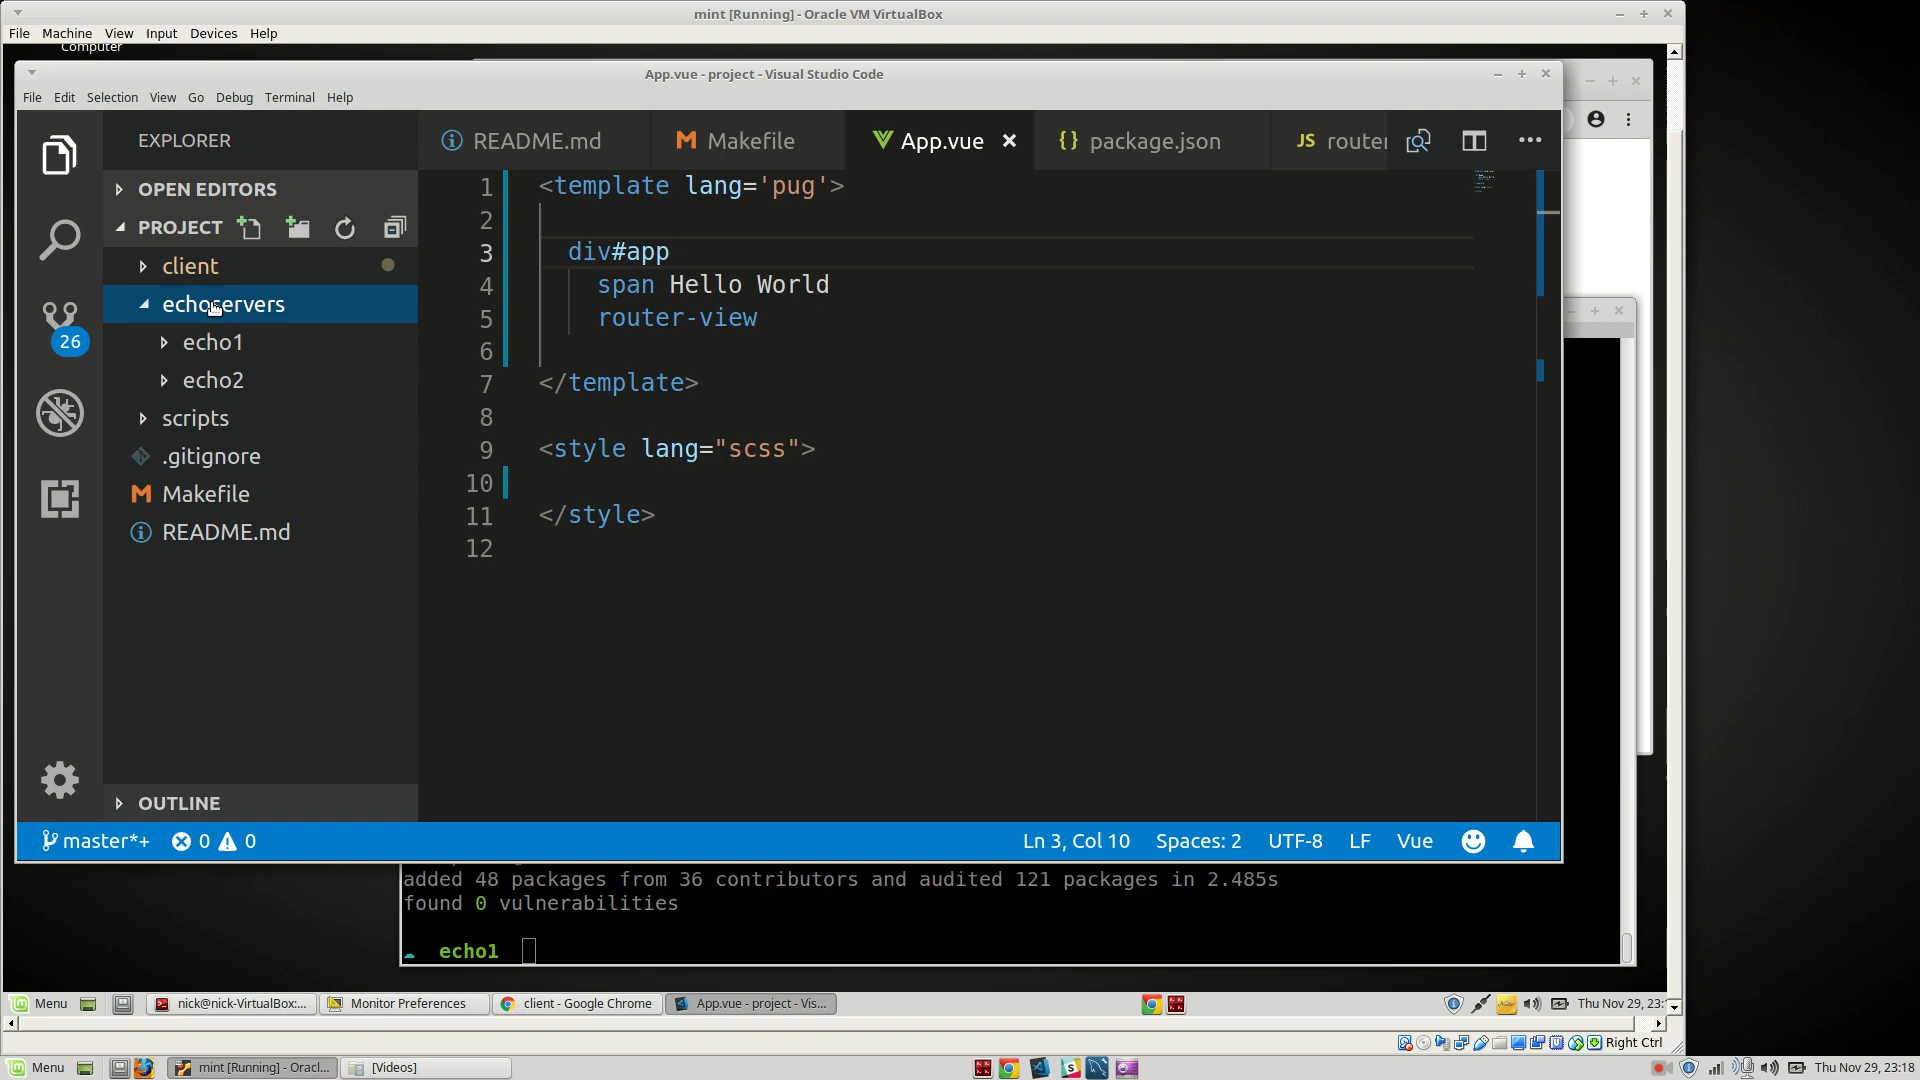 mint [Running] - Oracle VM VirtualBox
File Machine View Input Devices Help
Computer
App.vue - project - Visual Studio Code
File Edit Selection View Go Debug Terminal Help
EXPLORER
README.md
Makefile
App.vue
{} package.json
JS router
OPEN EDITORS
PROJECT
client
echoservers
echo1
echo2
scripts
.gitignore
Makefile
README.md
OUTLINE
26
1 <template lang='pug'>
2
3 div#app
4 span Hello World
5 router-view
6
7 </template>
8
9 <style lang="scss">
10
11 </style>
12
master*+ 0 0
Ln 3, Col 10 Spaces: 2 UTF-8 LF Vue
added 48 packages from 36 contributors and audited 121 packages in 2.485s
found 0 vulnerabilities
echo1
Menu nick@nick-VirtualBox:... Monitor Preferences client - Google Chrome App.vue - project - Vis... Thu Nov 29, 23:
Right Ctrl
Menu mint [Running] - Oracl... [Videos] Thu Nov 29, 23:18